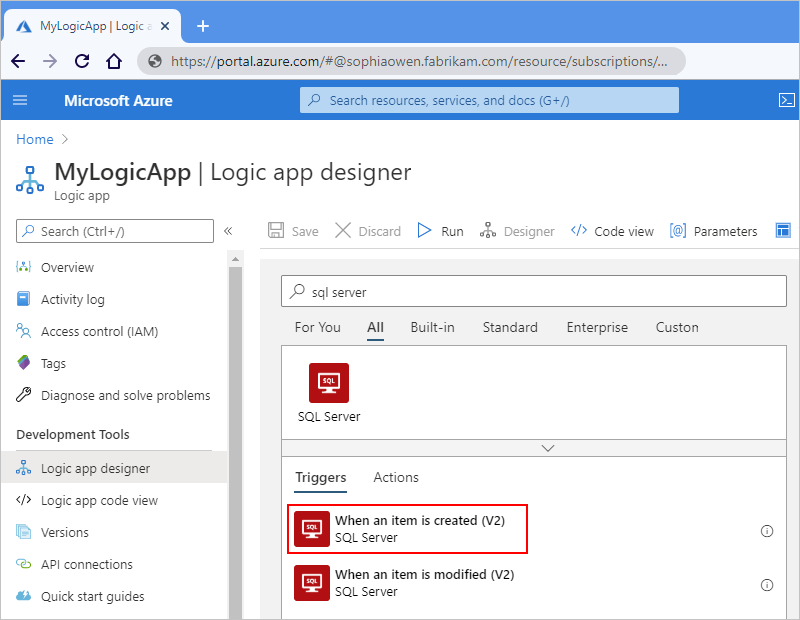 MyLogicApp | Logic a
https://portal.azure.com/#@sophiaowen.fabrikam.com/resource/subscriptions/...
Microsoft Azure
Search resources, services, and docs (G+/)
Home
MyLogicApp | Logic app designer
Logic app
Search (Ctrl+/)
«
Save
Discard
Run
Designer
Code view
Parameters
Overview
Activity log
Access control (IAM)
Tags
Diagnose and solve problems
Development Tools
Logic app designer
Logic app code view
Versions
API connections
Quick start guides
sql server
For You
All
Built-in
Standard
Enterprise
Custon
SQL
SQL Server
Triggers
Actions
SQL
When an item is created (V2)
SQL Server
SQL
When an item is modified (V2)
SQL Server